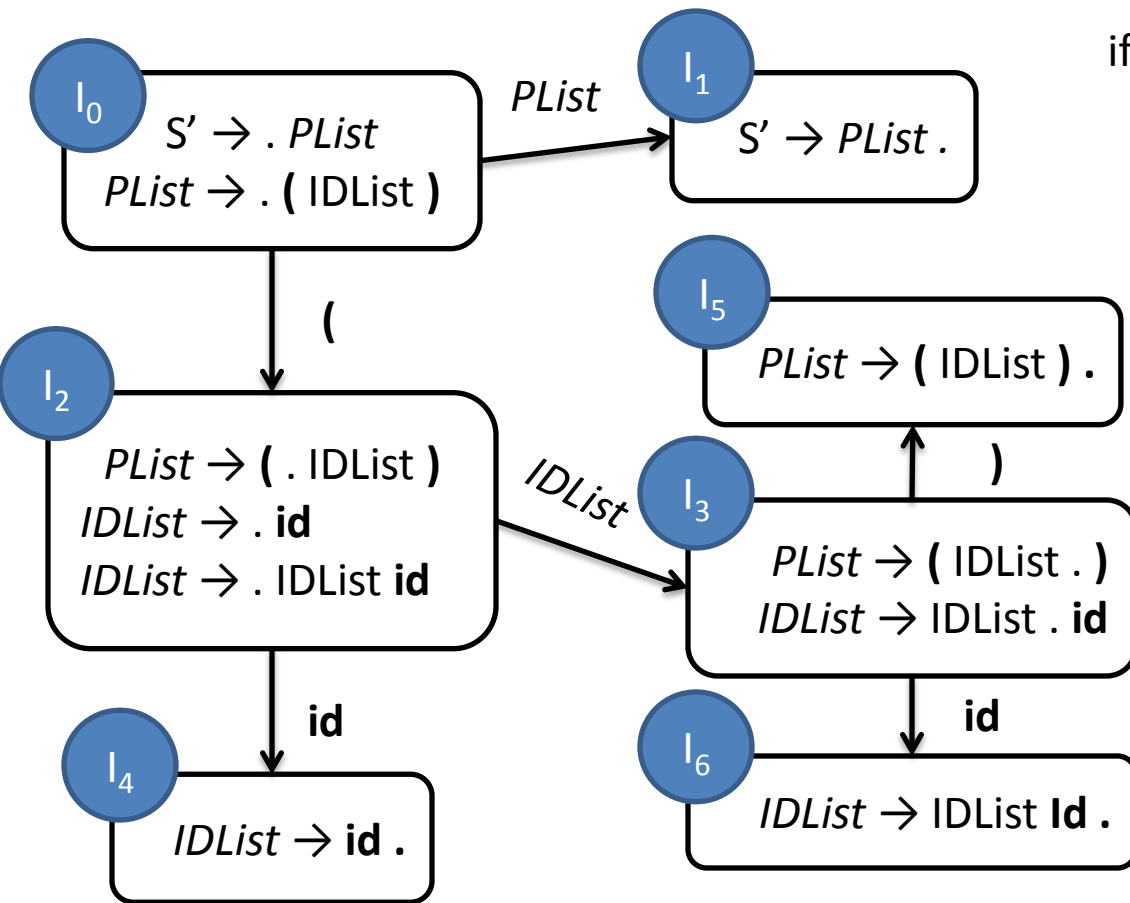 if
I₀
S’ → . PList
PList → . ( IDList )
PList
I₁
S’ → PList .
(
I₂
PList → ( . IDList )
IDList → . id
IDList → . IDList id
IDList
I₅
PList → ( IDList ) .
)
I₃
PList → ( IDList . )
IDList → IDList . id
id
I₄
IDList → id .
id
I₆
IDList → IDList Id .